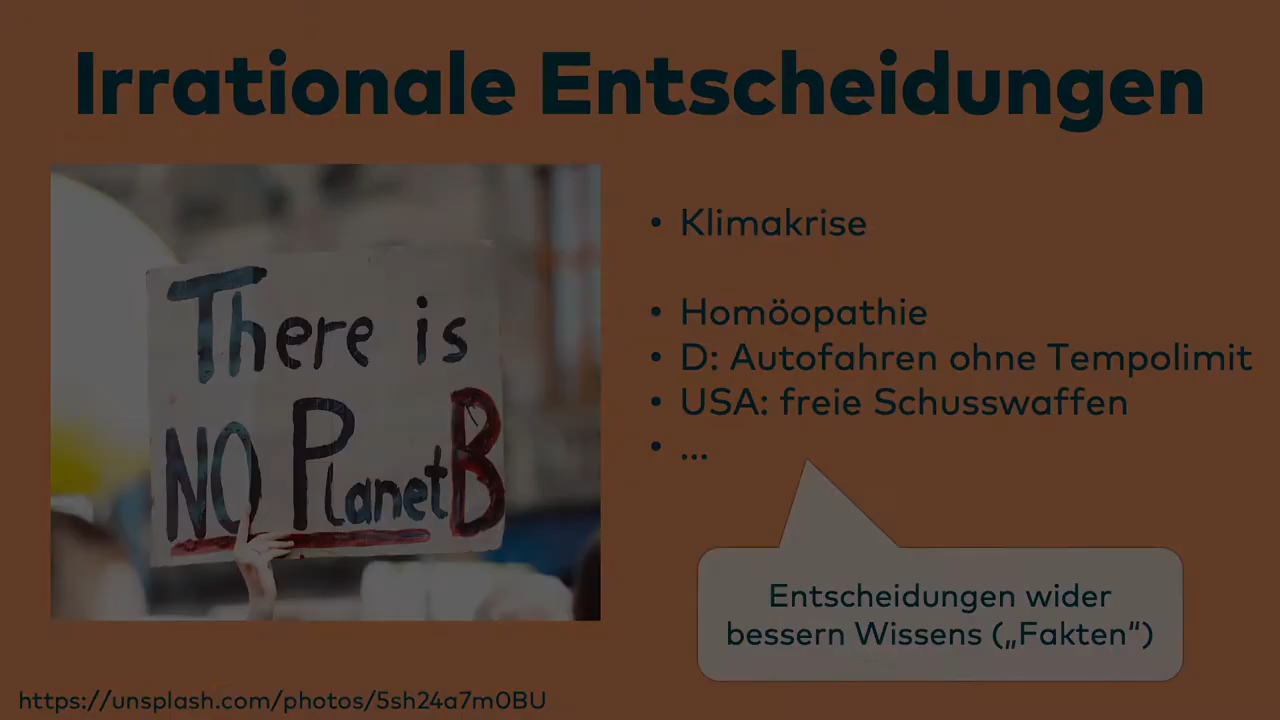 Irrationale Entscheidungen
There is
NO Planet B
• Klimakrise
• Homöopathie
• D: Autofahren ohne Tempolimit
• USA: freie Schusswaffen
• ...
Entscheidungen wider
bessern Wissens („Fakten“)
https://unsplash.com/photos/5sh24a7m0BU